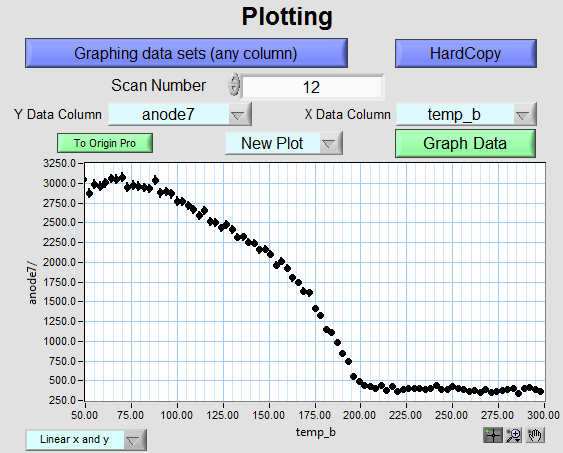 Plotting
Graphing data sets (any column) HardCopy
Scan Number 12
Y Data Column anode7 X Data Column temp_b
To Origin Pro New Plot Graph Data
3250.0
3000.0
2750.0
2500.0
2250.0
2000.0
1750.0
1500.0
1250.0
1000.0
750.0
500.0
250.0
anode7/
50.00 75.00 100.00 125.00 150.00 175.00 200.00 225.00 250.00 275.00 300.00
temp_b
Linear x and y